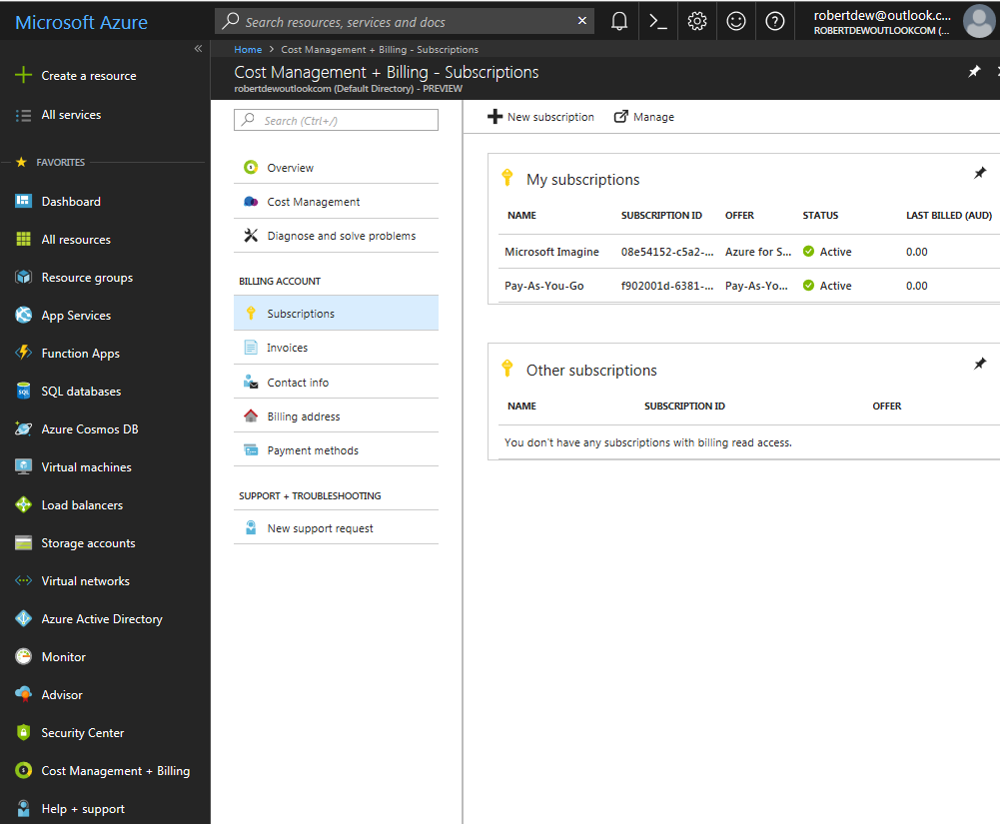 Microsoft Azure
Search resources, services and docs
robertdew@outlook.c...
ROBERTDEWOUTLOOKCOM (...
Home > Cost Management + Billing - Subscriptions
Cost Management + Billing - Subscriptions
robertdewoutlookcom (Default Directory) - PREVIEW
Create a resource
All services
FAVORITES
Dashboard
All resources
Resource groups
App Services
Function Apps
SQL databases
Azure Cosmos DB
Virtual machines
Load balancers
Storage accounts
Virtual networks
Azure Active Directory
Monitor
Advisor
Security Center
Cost Management + Billing
Help + support
Search (Ctrl+/)
Overview
Cost Management
Diagnose and solve problems
BILLING ACCOUNT
Subscriptions
Invoices
Contact info
Billing address
Payment methods
SUPPORT + TROUBLESHOOTING
New support request
New subscription Manage
My subscriptions
NAME SUBSCRIPTION ID OFFER STATUS LAST BILLED (AUD)
Microsoft Imagine 08e54152-c5a2-... Azure for S... Active 0.00
Pay-As-You-Go f902001d-6381-... Pay-As-Yo... Active 0.00
Other subscriptions
NAME SUBSCRIPTION ID OFFER
You don't have any subscriptions with billing read access.